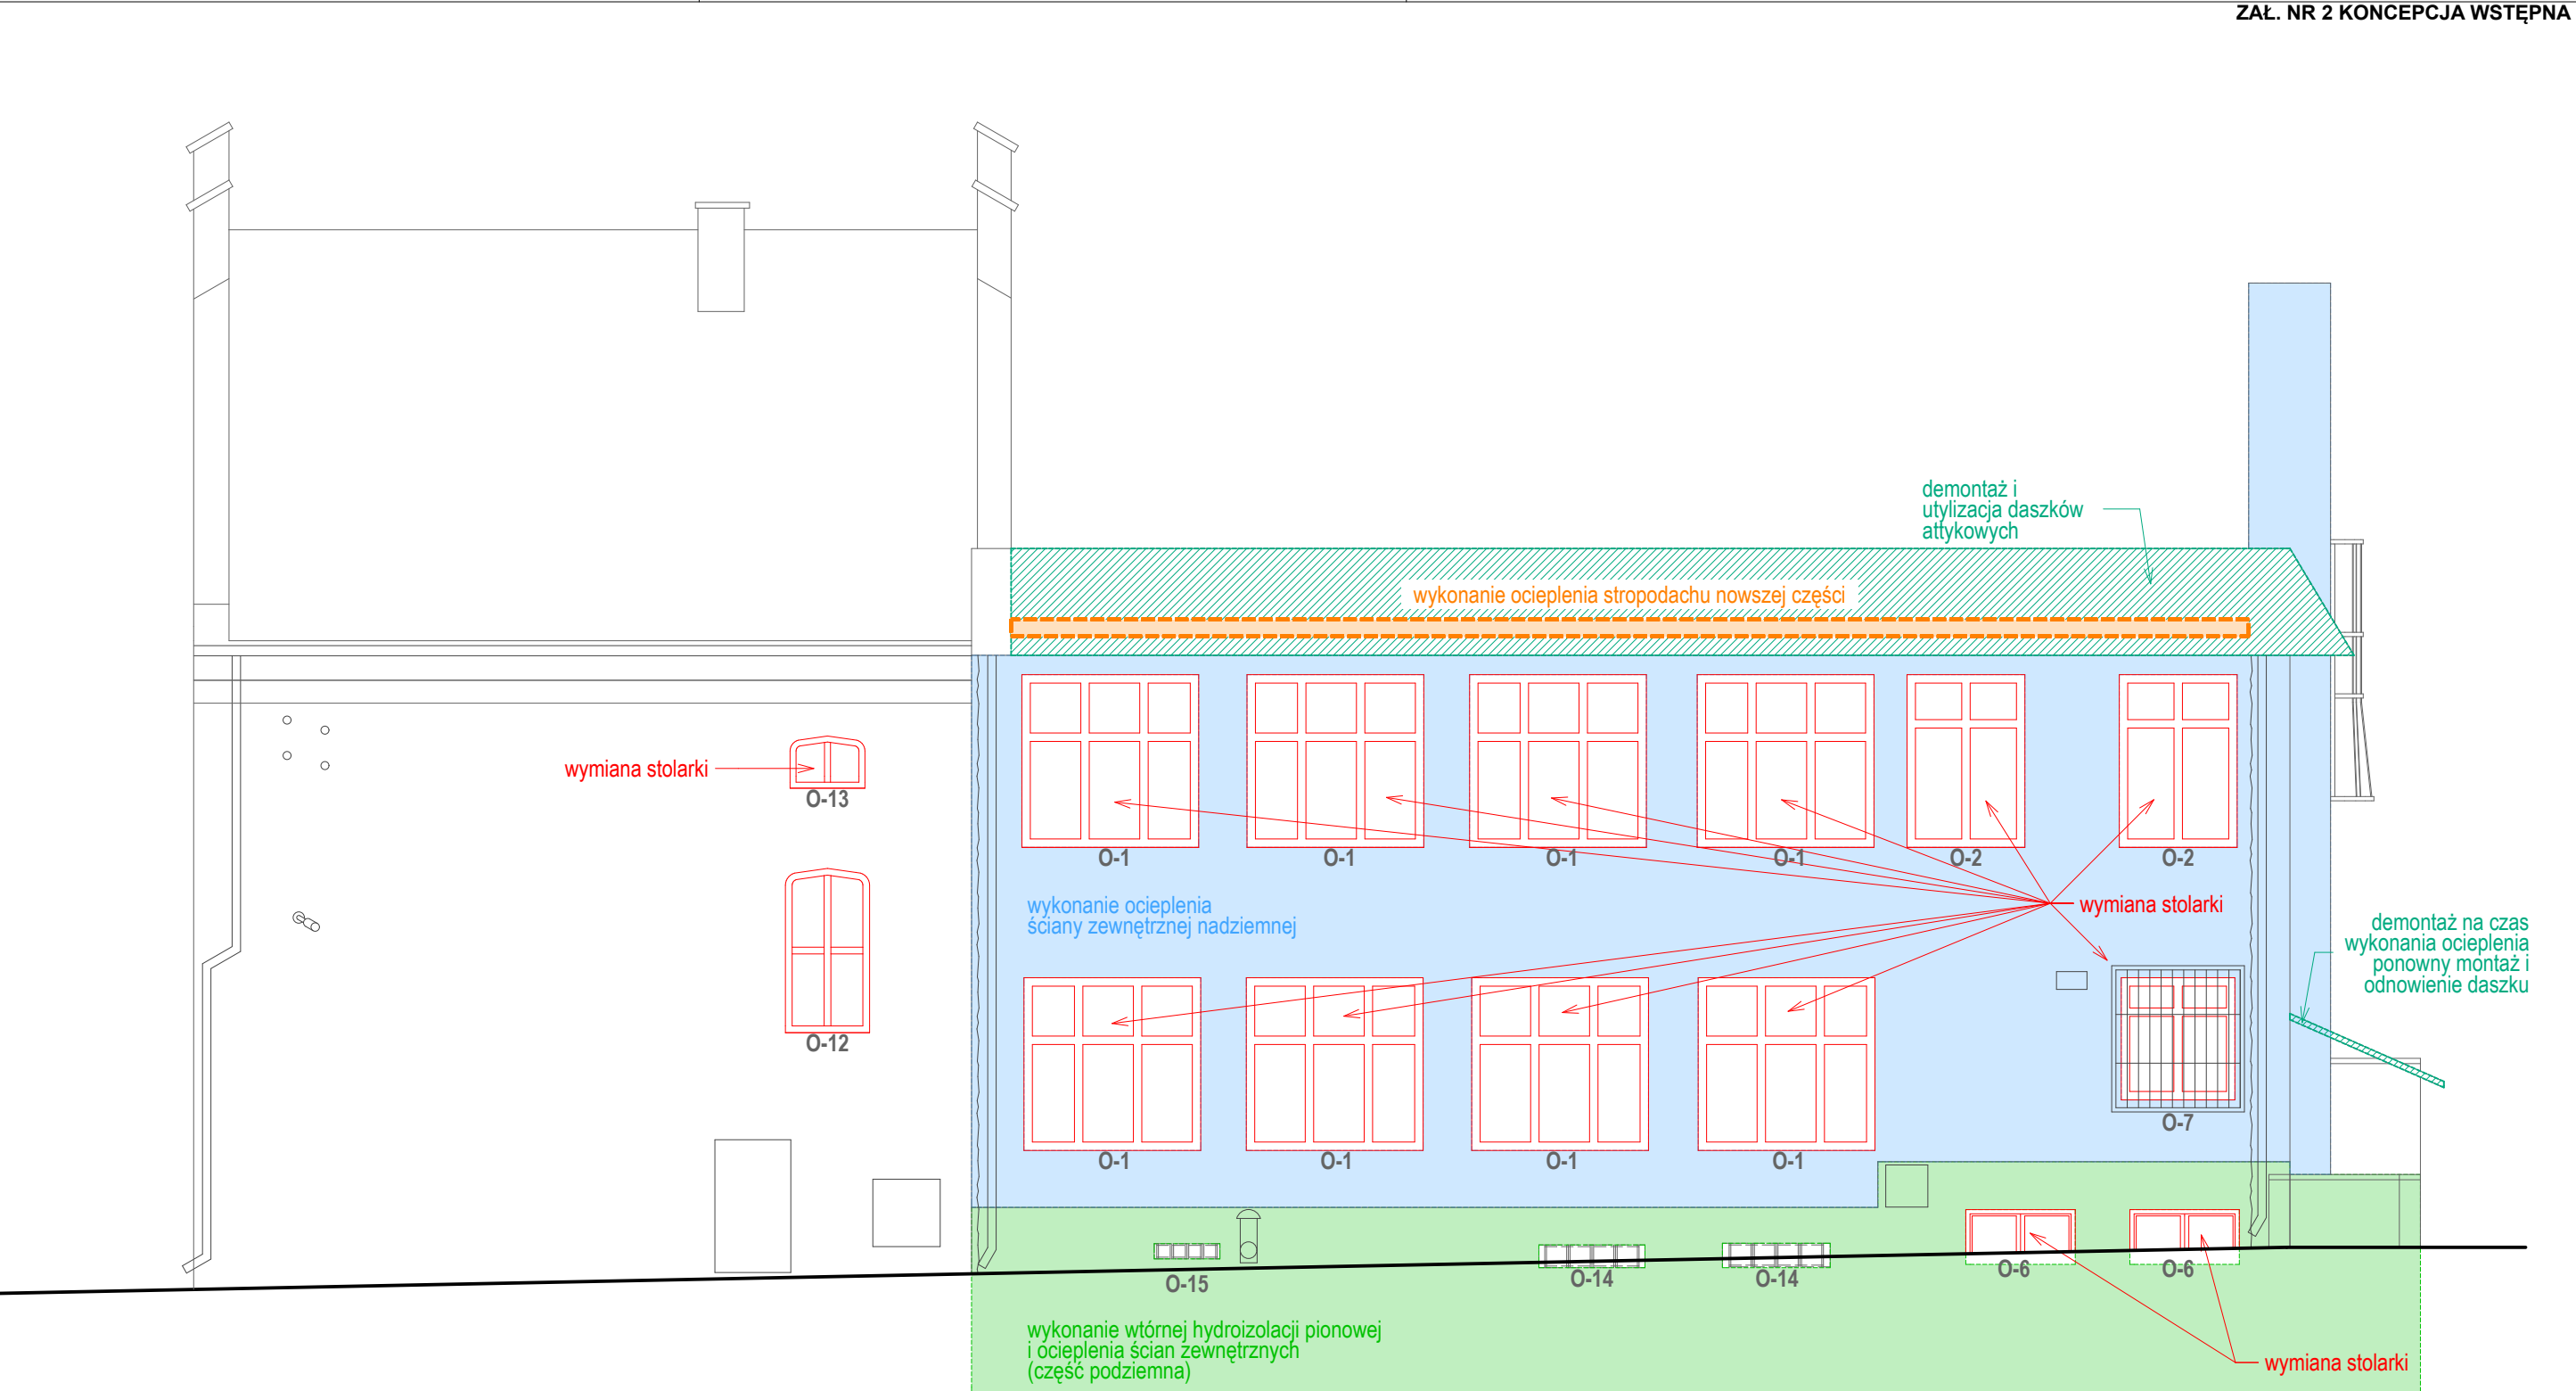 ZAŁ. NR 2 KONCEPCJA WSTĘPNA
demontaż i
utylizacja daszków
attykowych
wykonanie ocieplenia stropodachu nowszej części
wymiana stolarki
O-13
O-1
O-1
O-1
O-1
O-2
O-2
wykonanie ocieplenia
ściany zewnętrznej nadziemnej
wymiana stolarki
demontaż na czas
wykonania ocieplenia
ponowny montaż i
odnowienie daszku
O-12
O-7
O-1
O-1
O-1
O-1
O-15
O-14
O-14
O-6
O-6
wykonanie wtórnej hydroizolacji pionowej
i ocieplenia ścian zewnętrznych
(część podziemna)
wymiana stolarki